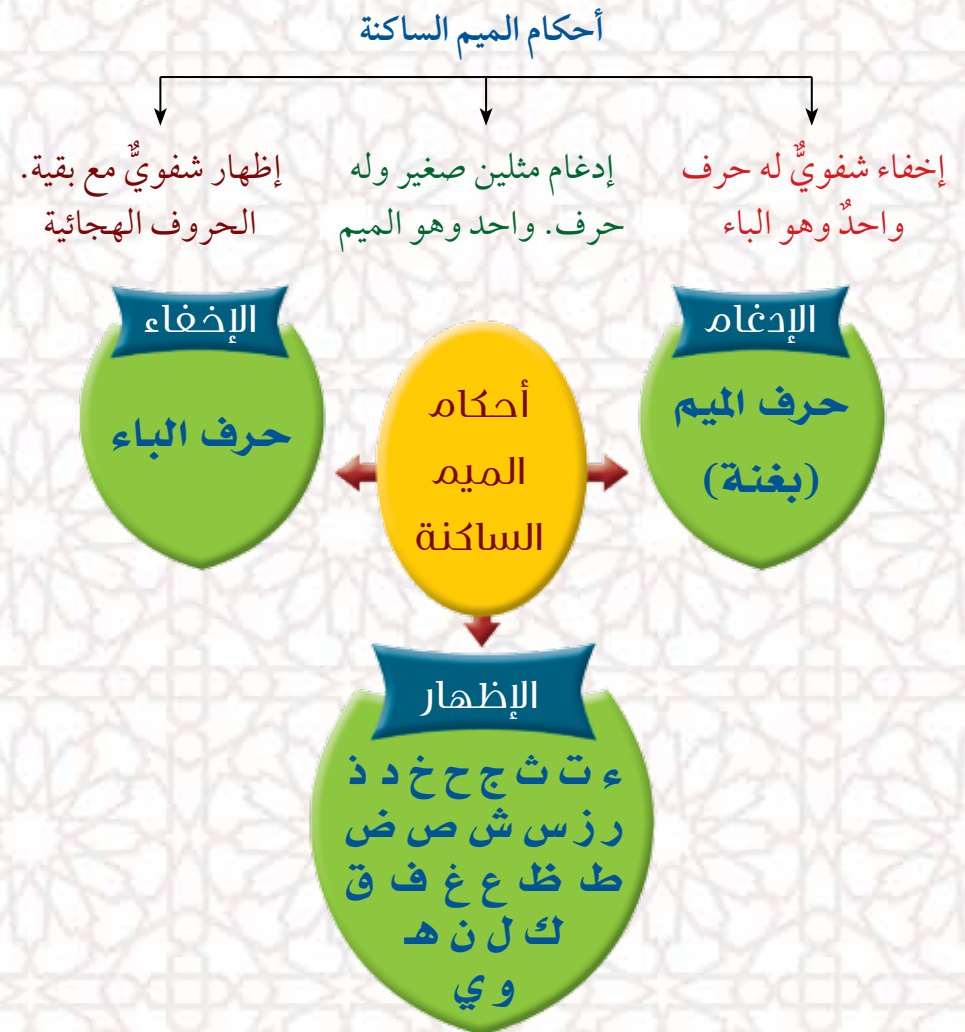 أحكام الميم الساكنة
إخفاء شفويٌّ له حرف
واحدٌ وهو الباء
إدغام مثلين صغير وله
حرف. واحد وهو الميم
إظهار شفويٌّ مع بقية.
الحروف الهجائية
الإدغام
حرف الميم
(بغنة)
أحكام
الميم
الساكنة
الإخفاء
حرف الباء
الإظهار
ء ت ث ج ح خ د ذ
ر ز س ش ص ض
ط ظ ع غ ف ق
ك ل ن هـ
و ي